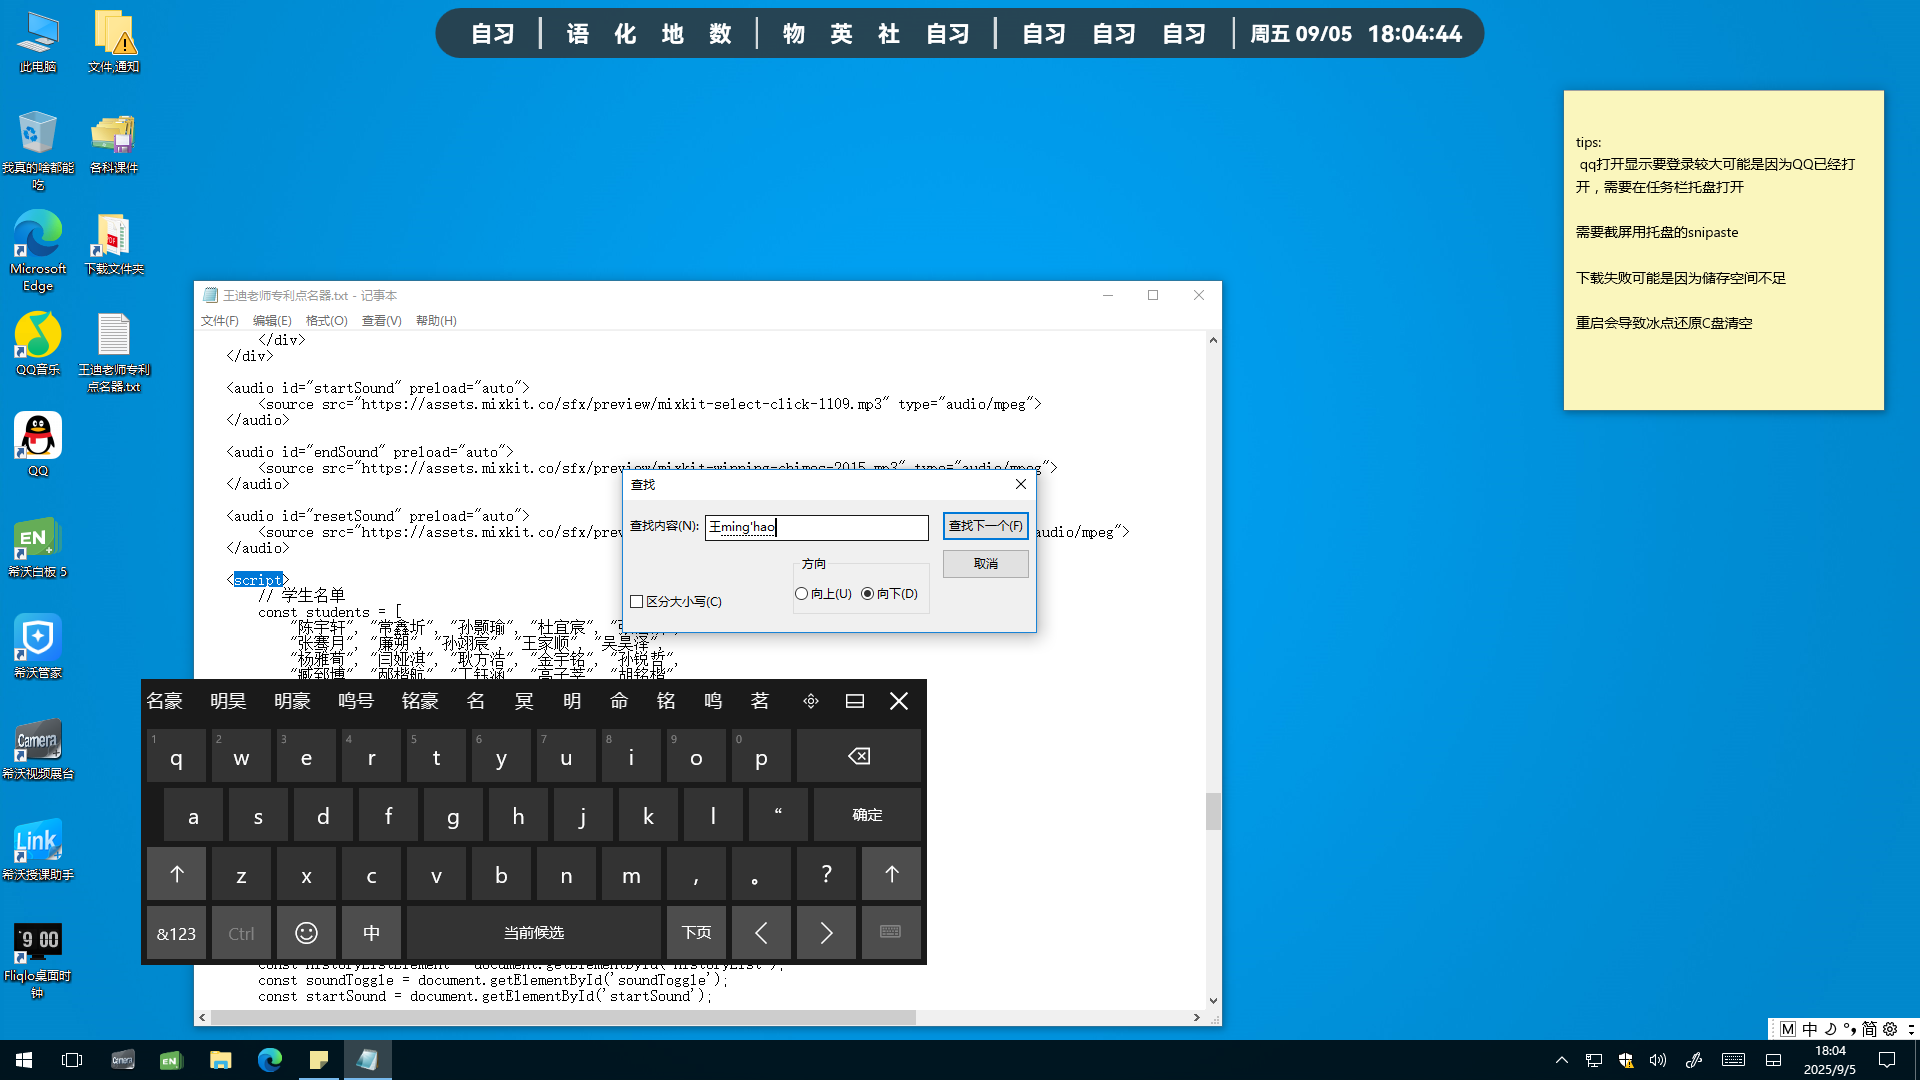 自习 | 语 化 地 数 | 物 英 社 自习 | 自习 自习 自习 | 周五 09/05 18:04:44
此电脑
文件,通知
我真的啥都能吃
各科课件
Microsoft Edge
下载文件夹
QQ音乐
王迪老师专利点名器.txt
QQ
EN
希沃白板 5
希沃管家
Camera
希沃视频展台
Link
希沃授课助手
9 00
Fliqlo桌面时钟
tips:
qq打开显示要登录较大可能是因为QQ已经打
开，需要在任务栏托盘打开
需要截屏用托盘的snipaste
下载失败可能是因为储存空间不足
重启会导致冰点还原C盘清空
王迪老师专利点名器.txt - 记事本
文件(F) 编辑(E) 格式(O) 查看(V) 帮助(H)
</div>
</div>
<audio id="startSound" preload="auto">
<source src="https://assets.mixkit.co/sfx/preview/mixkit-select-click-1109.mp3" type="audio/mpeg">
</audio>
<audio id="endSound" preload="auto">
<source src="https://assets.mixkit.co/sfx/preview/mixkit-winning-chimes-2015.mp3" type="audio/mpeg">
</audio>
<audio id="resetSound" preload="auto">
<source src="https://assets.mixkit.co/sfx/prev audio/mpeg">
</audio>
<script>
// 学生名单
const students = [
"陈宇轩", "常鑫圻", "孙颢瑜", "杜宜宸",
"张骞月", "廉朔", "孙翊宸", "王家顺", "吴昊泽",
"杨雅萄", "闫娅淇", "耿方浩", "金宇铭", "孙锐哲",
查找
查找内容(N): 王ming'hao
查找下一个(F)
取消
方向
向上(U) 向下(D)
区分大小写(C)
名豪 明昊 明豪 鸣号 铭豪 名 冥 明 命 铭 鸣 茗
1 q 2 w 3 e 4 r 5 t 6 y 7 u 8 i 9 o 0 p
a s d f g h j k l “ 确定
z x c v b n m , 。 ?
&123 Ctrl 中 当前候选 下页
const historyListElement = document.getElementById('historyList');
const soundToggle = document.getElementById('soundToggle');
const startSound = document.getElementById('startSound');
M 中 简
Camera EN
18:04
2025/9/5